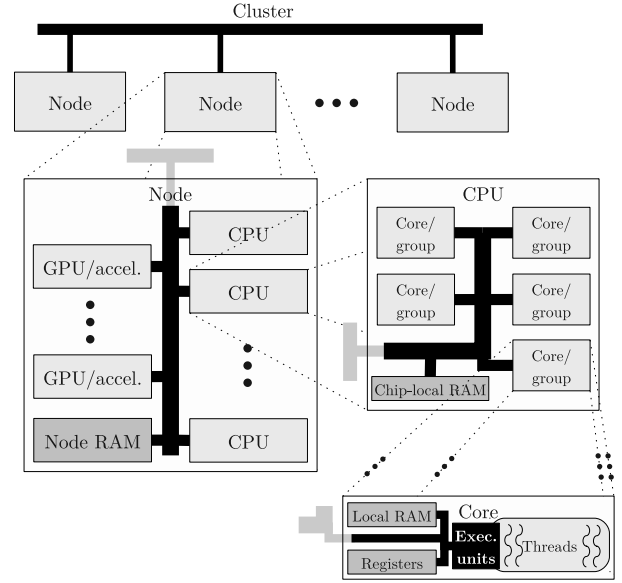 Cluster
Node
Node
Node
Node
CPU
GPU/accel.
CPU
GPU/accel.
Node RAM
CPU
CPU
Core/
group
Core/
group
Core/
group
Core/
group
Core/
group
Chip-local RAM
Core
Local RAM
Exec.
units
Threads
Registers